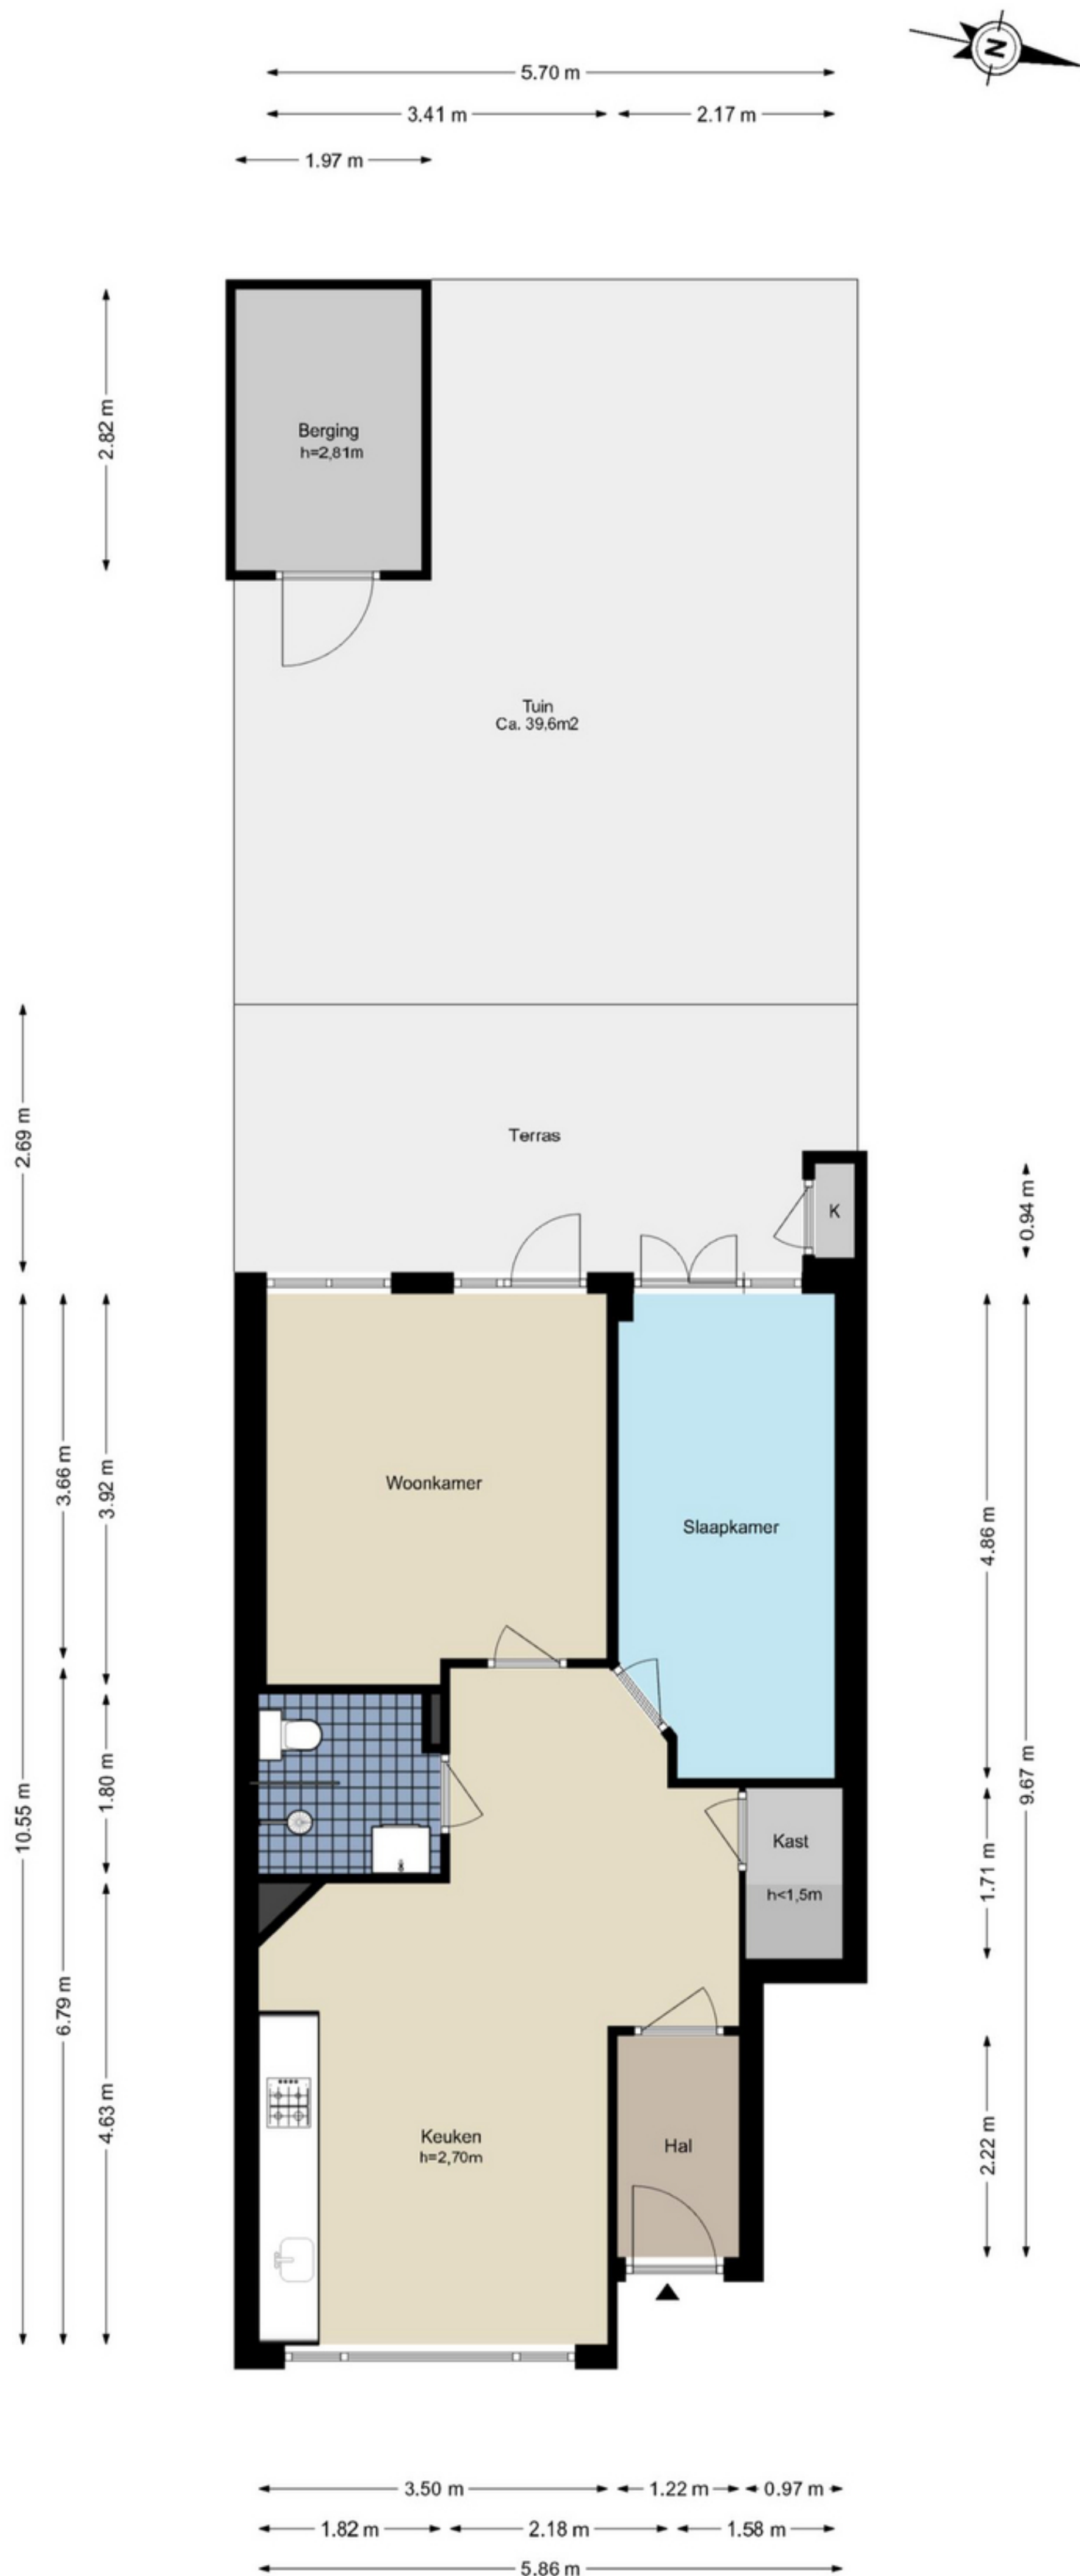 N
5.70 m
3.41 m
2.17 m
1.97 m
2.82 m
Berging
h=2,81m
Tuin
Ca. 39,6m2
2.69 m
Terras
K
0.94 m
10.55 m
3.66 m
3.92 m
Woonkamer
Slaapkamer
4.86 m
9.67 m
1.80 m
Kast
h<1,5m
1.71 m
6.79 m
4.63 m
Keuken
h=2,70m
Hal
2.22 m
3.50 m
1.22 m
0.97 m
1.82 m
2.18 m
1.58 m
5.86 m